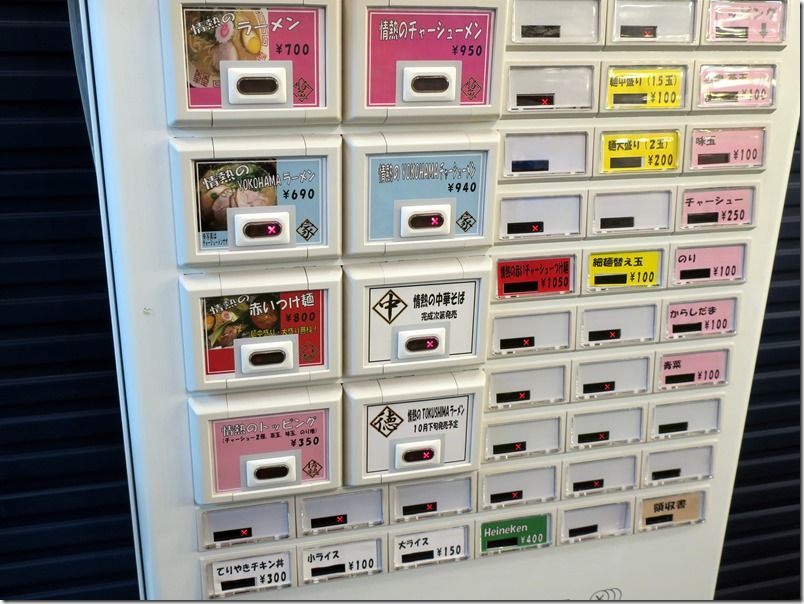 情熱のラーメン
¥700
情熱のチャーシューメン
¥950
情熱の
YOKOHAMAラーメン
¥690
家
情熱のYOKOHAMAチャーシューメン
¥940
家
情熱の
赤いつけ麺
¥800
中
情熱の中華そば
完成次第発売
情熱のトッピング
¥350
徳
情熱のTOKUSHIMAラーメン
10月下旬発売予定
麺中盛り(1.5玉)
¥100
麺大盛り(2玉)
¥200
味玉
¥100
チャーシュー
¥250
情熱の赤いチャーシューつけ麺
¥1050
細麺替え玉
¥100
のり
¥100
からしだま
¥100
青菜
¥100
てりやきチキン丼
¥300
小ライス
¥100
大ライス
¥150
Heineken
¥400
領収書